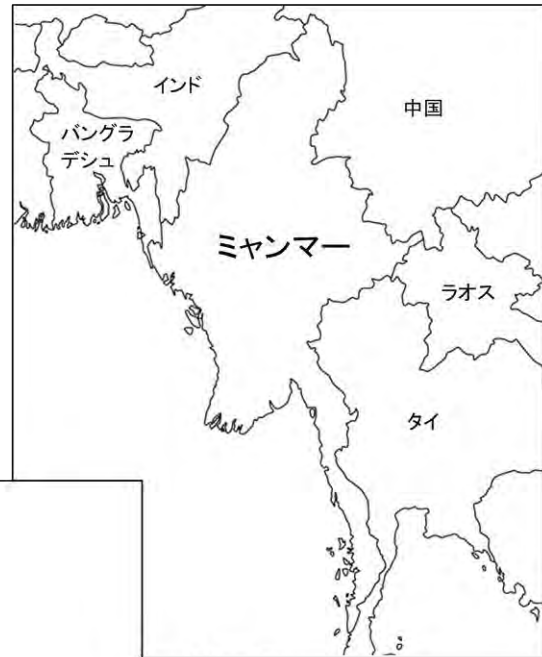 インド
中国
バングラ
デシュ
ミャンマー
ラオス
タイ